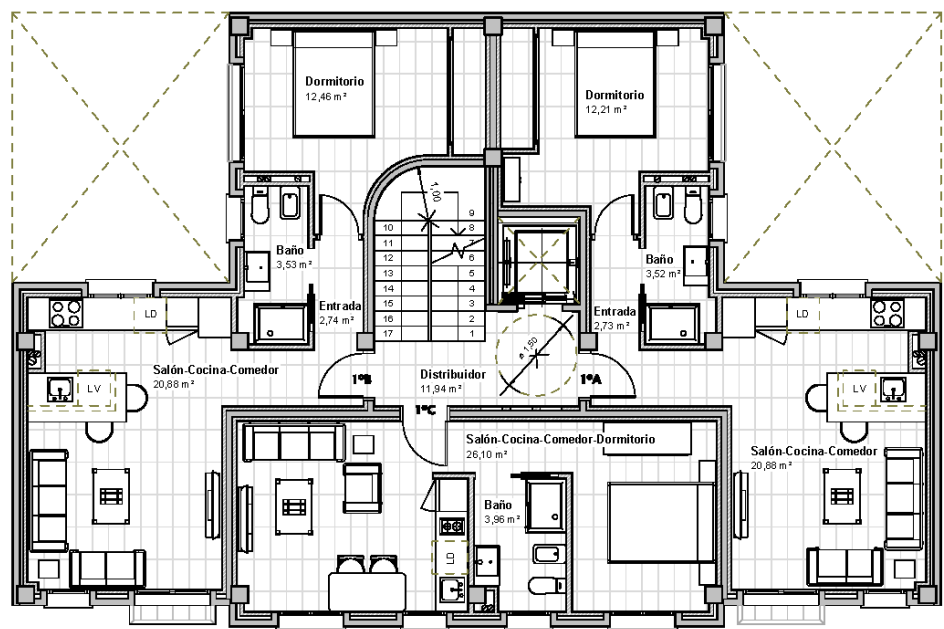 Dormitorio
12,46 m²
Dormitorio
12,21 m²
1,00
9
10
8
11
7
12
6
13
5
14
4
15
3
16
2
17
1
Baño
3,53 m²
Baño
3,52 m²
Entrada
2,74 m²
Entrada
2,73 m²
LD
LD
ø 1,50
Salón-Cocina-Comedor
20,88 m²
1ºB
Distribuidor
11,94 m²
1ºA
LV
LV
1ºC
Salón-Cocina-Comedor-Dormitorio
26,10 m²
Salón-Cocina-Comedor
20,88 m²
Baño
3,96 m²
LD